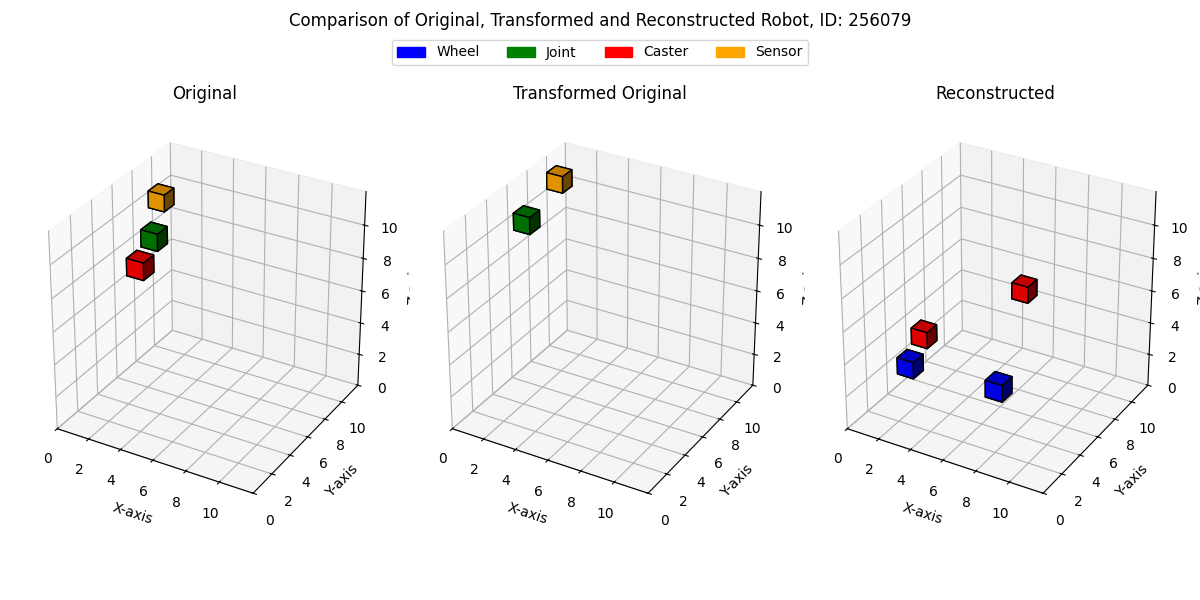 Comparison of Original, Transformed and Reconstructed Robot, ID: 256079
Wheel Joint Caster Sensor
Original
Transformed Original
Reconstructed
0 2 4 6 8 10
X-axis
0 2 4 6 8 10
Y-axis
0 2 4 6 8 10
0 2 4 6 8 10
X-axis
0 2 4 6 8 10
Y-axis
0 2 4 6 8 10
0 2 4 6 8 10
X-axis
0 2 4 6 8 10
Y-axis
0 2 4 6 8 10